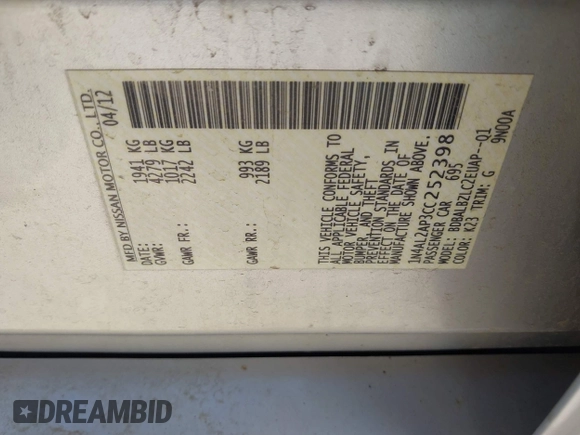 MFD BY NISSAN MOTOR CO., LTD.
04/12
GVWR: 1941 KG
4279 LB
GAWR FR: 1017 KG
2242 LB
GAWR RR: 993 KG
2189 LB
THIS VEHICLE CONFORMS TO
ALL APPLICABLE FEDERAL
MOTOR VEHICLE SAFETY,
BUMPER, AND THEFT
PREVENTION STANDARDS IN
EFFECT ON THE DATE OF
MANUFACTURE SHOWN ABOVE.
1N4AL2AP3CC252398
PASSENGER CAR 695
MODEL: BDBALBZLC2EUAP--Q1
COLOR: K23 TRIM: G 9N00A
DREAMBID